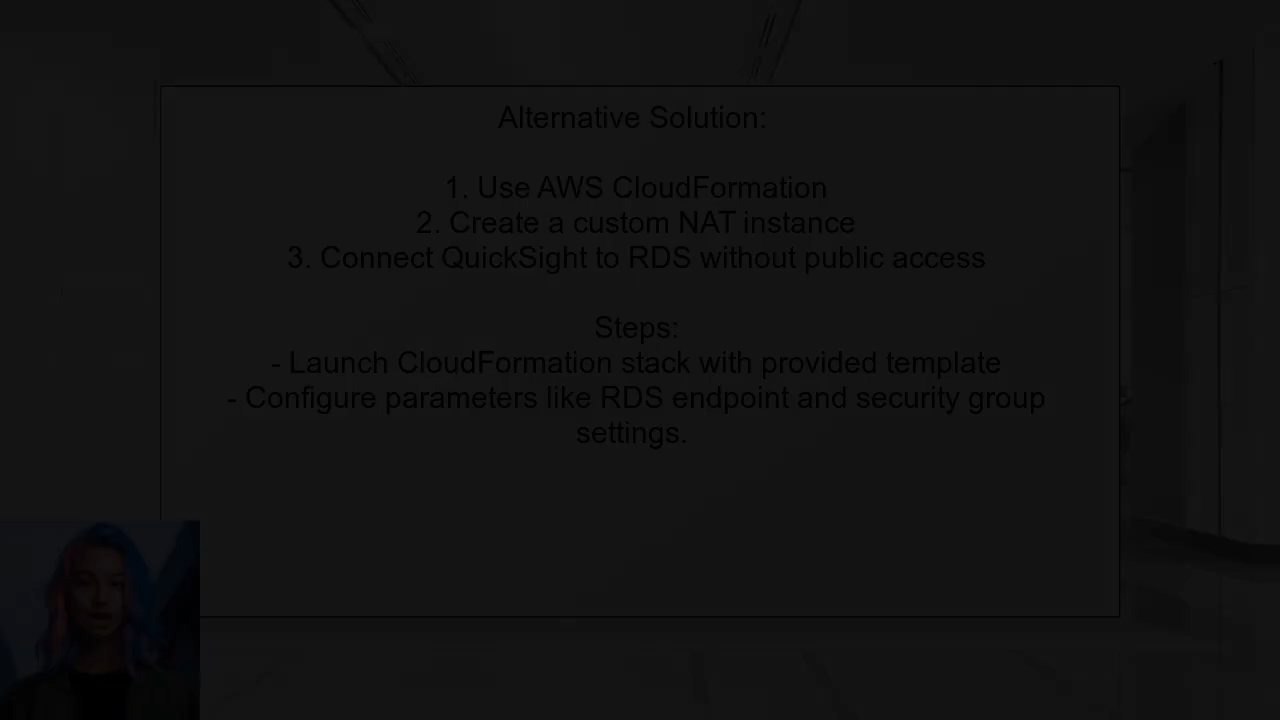 Alternative Solution:
1. Use AWS CloudFormation
2. Create a custom NAT instance
3. Connect QuickSight to RDS without public access
Steps:
- Launch CloudFormation stack with provided template
- Configure parameters like RDS endpoint and security group
settings.